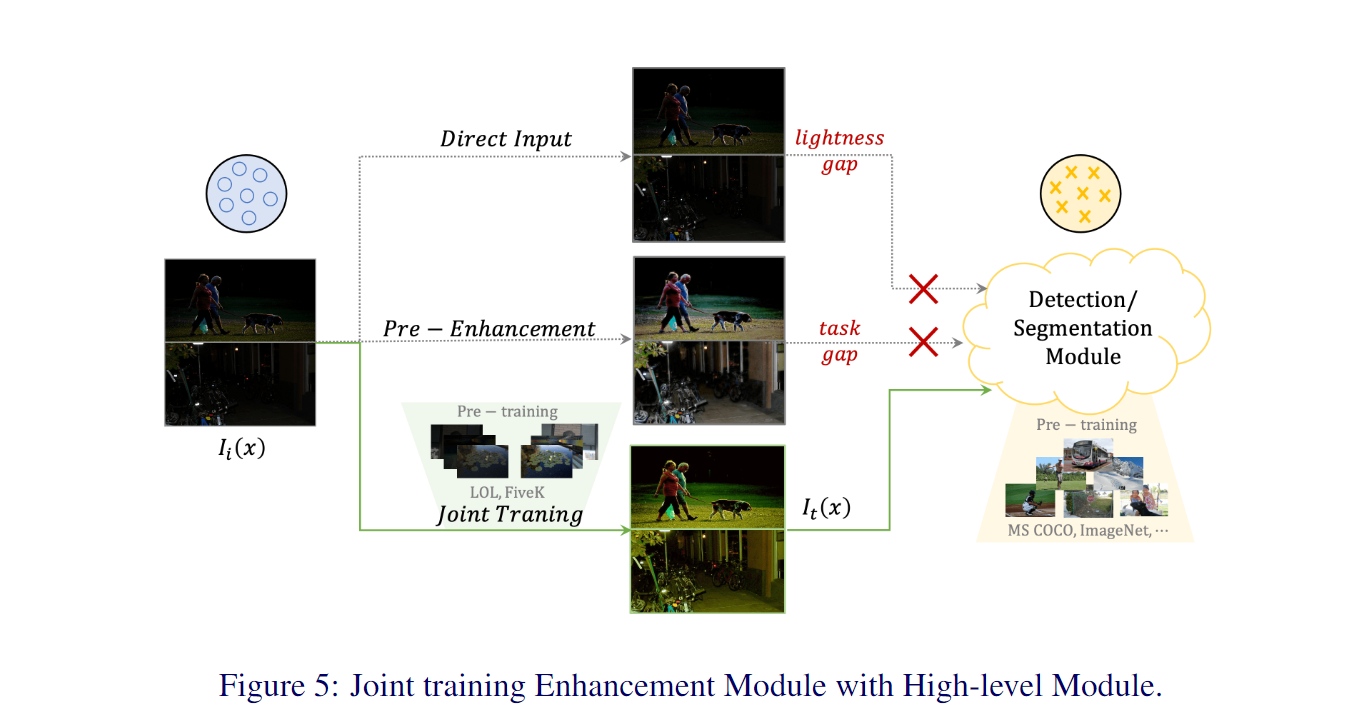 Direct Input
lightness
gap
Detection/
Segmentation
Module
Pre − Enhancement
task
gap
I_i(x)
Pre − training
LOL, FiveK
Joint Traning
I_t(x)
Pre − training
MS COCO, ImageNet, ⋯
Figure 5: Joint training Enhancement Module with High-level Module.